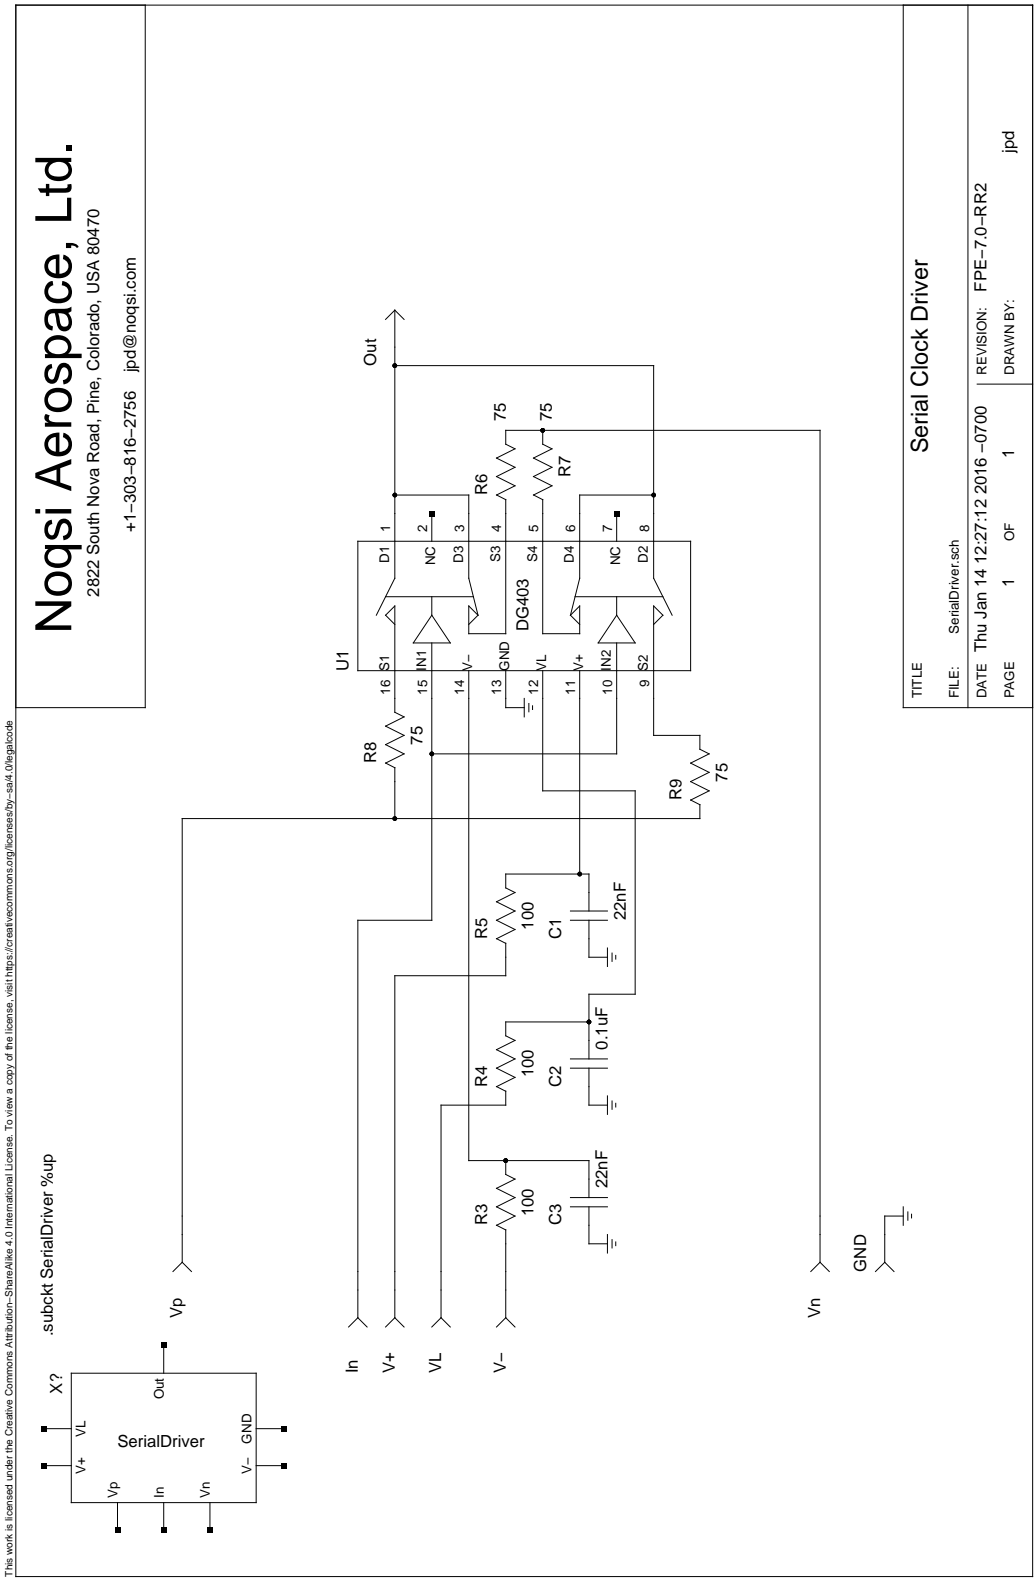 This work is licensed under the Creative Commons Attribution−ShareAlike 4.0 International License. To view a copy of the license, visit https://creativecommons.org/licenses/by−sa/4.0/legalcode
Noqsi Aerospace, Ltd.
2822 South Nova Road, Pine, Colorado, USA 80470
+1−303−816−2756 jpd@noqsi.com
.subckt SerialDriver %up
X?
V+
VL
Vp
In
Vn
Out
SerialDriver
V−
GND
Vp
In
V+
VL
V−
Vn
GND
R3
100
C3
22nF
R4
100
C2
0.1uF
R5
100
C1
22nF
R8
75
R9
75
U1
16
S1
15
IN1
14
V−
13
GND
12
VL
11
V+
10
IN2
9
S2
DG403
D1
1
NC
2
D3
3
S3
4
S4
5
D4
6
NC
7
D2
8
R6
75
R7
75
Out
TITLE
Serial Clock Driver
FILE: SerialDriver.sch
DATE Thu Jan 14 12:27:12 2016 −0700
REVISION: FPE−7.0−RR2
PAGE 1 OF 1
DRAWN BY: jpd